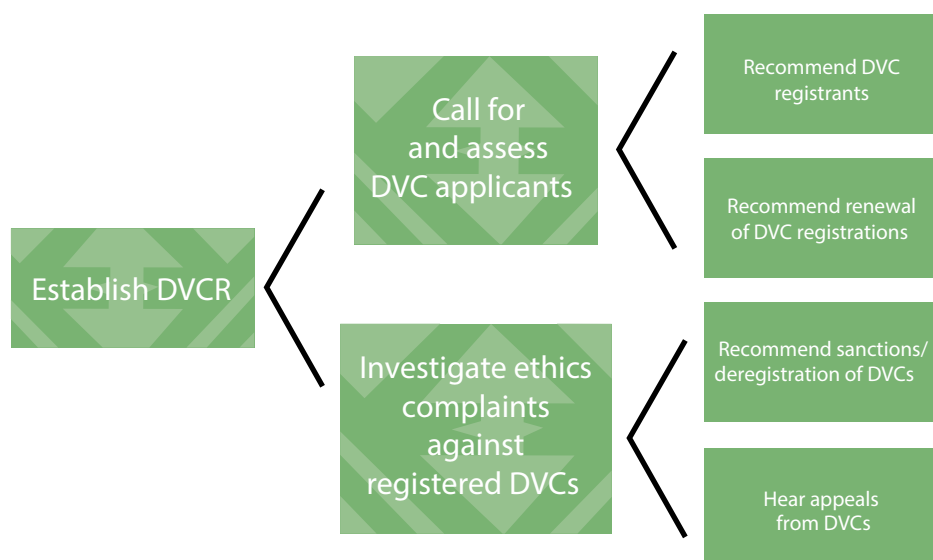 Establish DVCR
Call for
and assess
DVC applicants
Investigate ethics
complaints
against
registered DVCs
Recommend DVC
registrants
Recommend renewal
of DVC registrations
Recommend sanctions/
deregistration of DVCs
Hear appeals
from DVCs